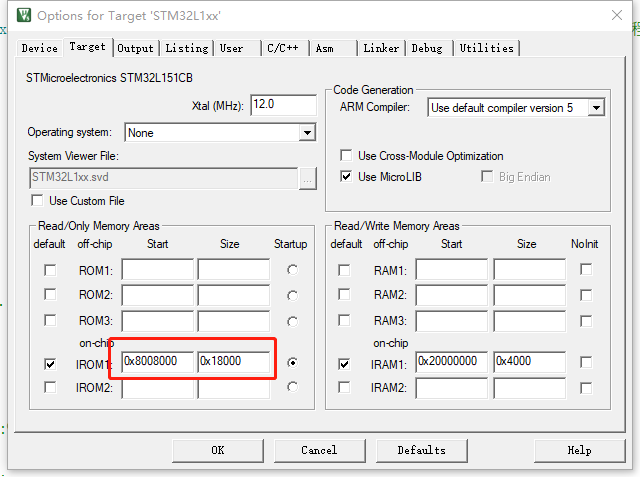 Options for Target 'STM32L1xx'
Device Target Output Listing User C/C++ Asm Linker Debug Utilities
STMicroelectronics STM32L151CB
Xtal (MHz): 12.0
Operating system: None
System Viewer File:
STM32L1xx.svd ...
Use Custom File
Code Generation
ARM Compiler: Use default compiler version 5
Use Cross-Module Optimization
Use MicroLIB Big Endian
Read/Only Memory Areas
default off-chip Start Size Startup
ROM1:
ROM2:
ROM3:
on-chip
IROM1: 0x8008000 0x18000
IROM2:
Read/Write Memory Areas
default off-chip Start Size NoInit
RAM1:
RAM2:
RAM3:
on-chip
IRAM1: 0x20000000 0x4000
IRAM2:
OK Cancel Defaults Help